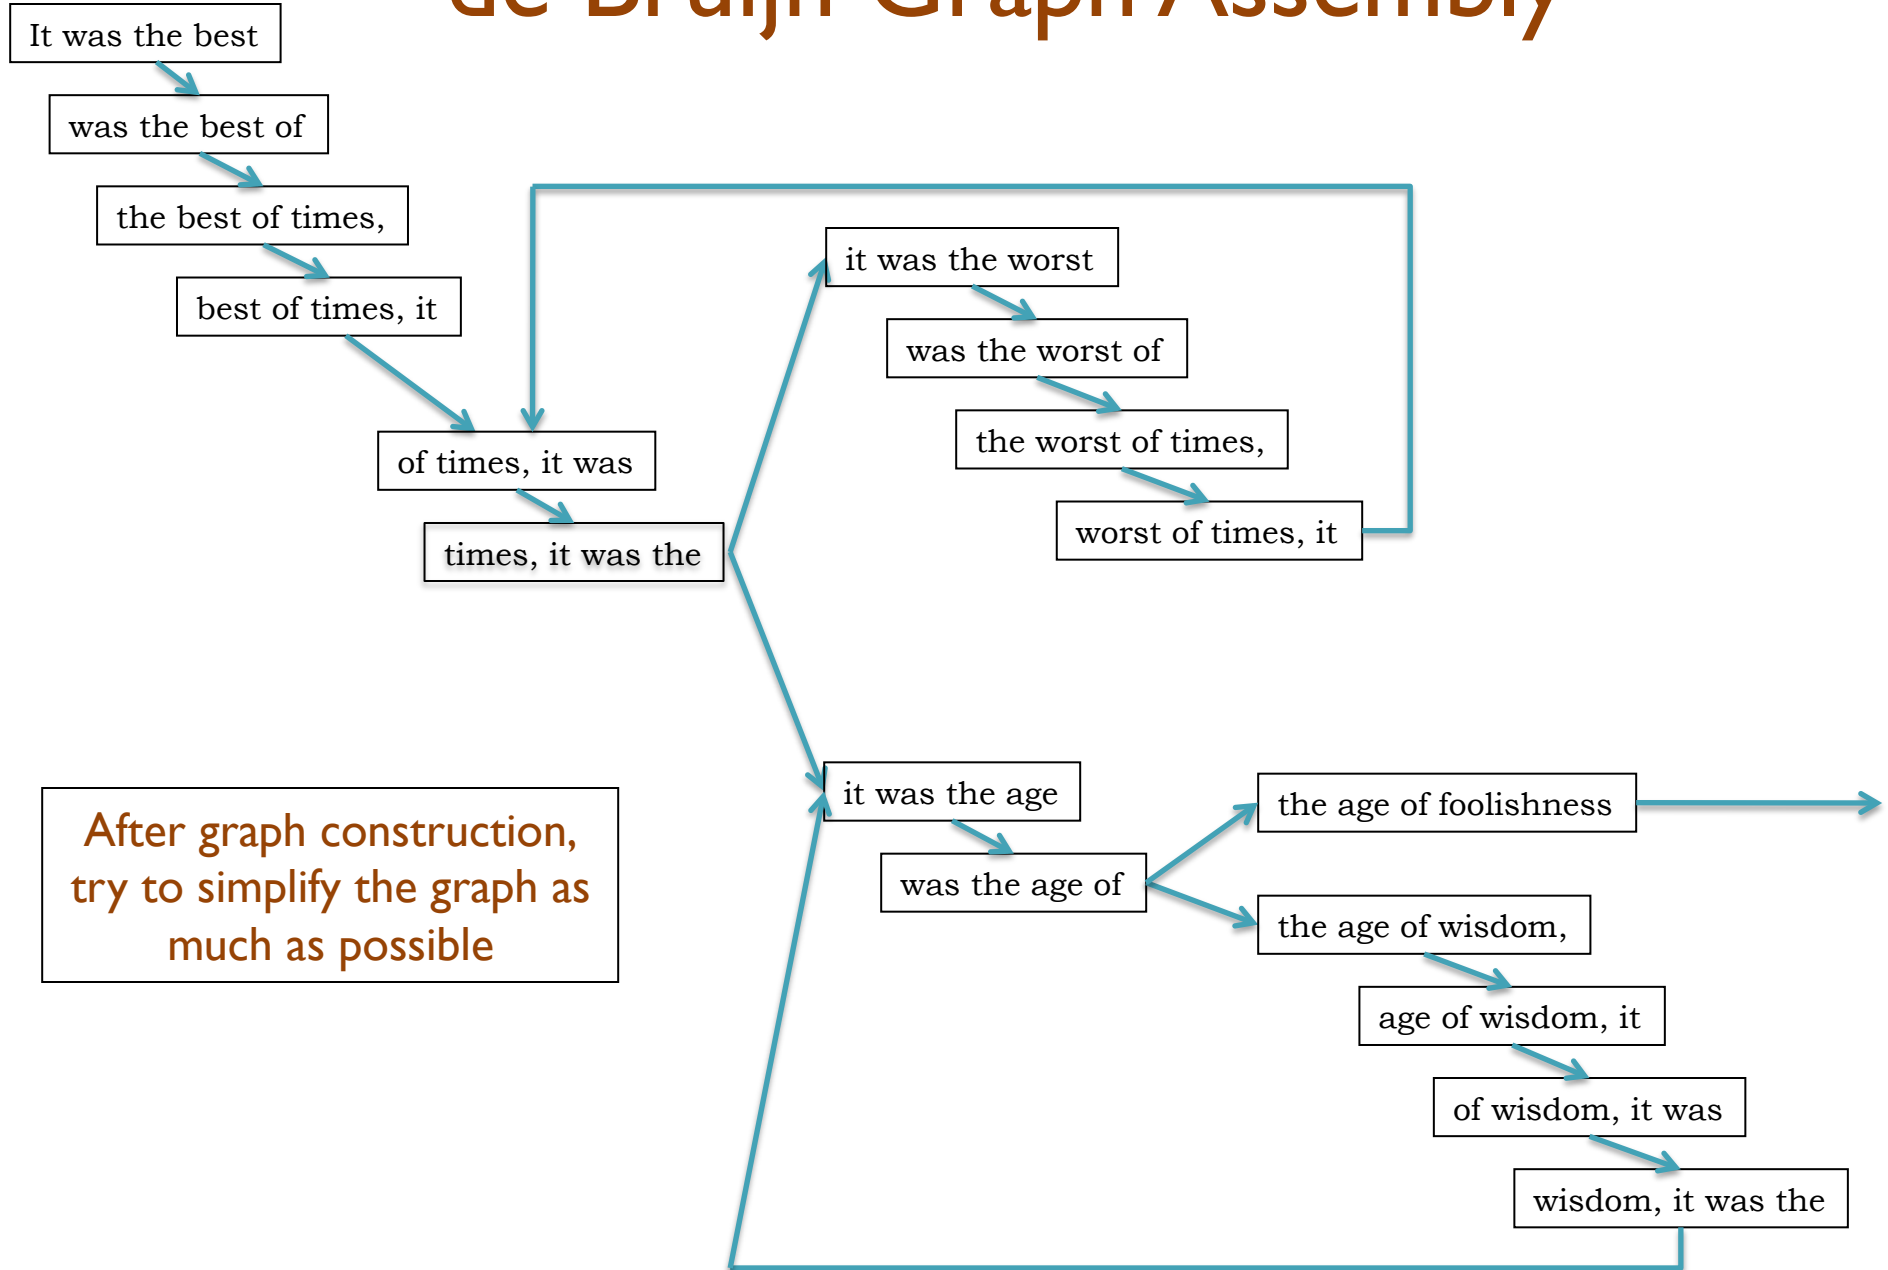 de Bruijn Graph Assembly
It was the best
was the best of
the best of times,
best of times, it
of times, it was
times, it was the
it was the worst
was the worst of
the worst of times,
worst of times, it
it was the age
was the age of
the age of foolishness
the age of wisdom,
age of wisdom, it
of wisdom, it was
wisdom, it was the
After graph construction,
try to simplify the graph as
much as possible